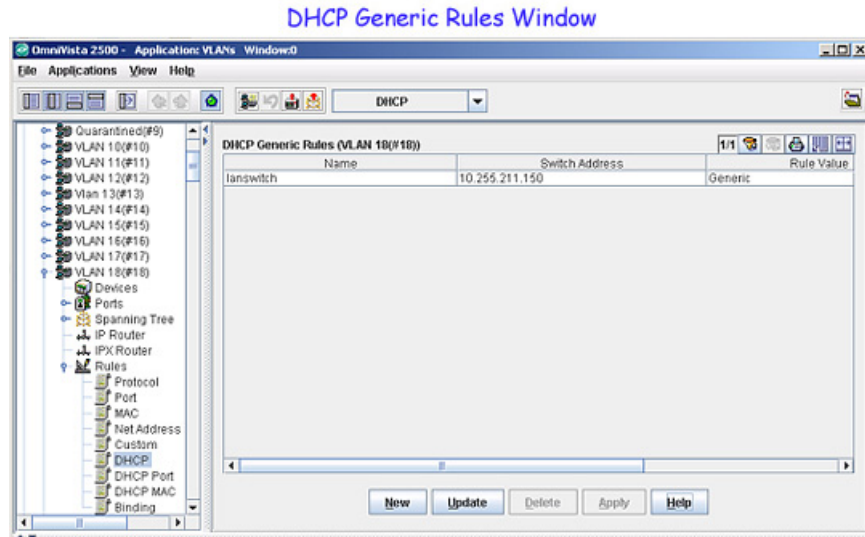 DHCP Generic Rules Window
OmniVista 2500 - Application: VLANs Window:0
File Applications View Help
DHCP
Quarantined(#9)
VLAN 10(#10)
VLAN 11(#11)
VLAN 12(#12)
Vlan 13(#13)
VLAN 14(#14)
VLAN 15(#15)
VLAN 16(#16)
VLAN 17(#17)
VLAN 18(#18)
Devices
Ports
Spanning Tree
IP Router
IPX Router
Rules
Protocol
Port
MAC
Net Address
Custom
DHCP
DHCP Port
DHCP MAC
Binding
DHCP Generic Rules (VLAN 18(#18))
1/1
Name Switch Address Rule Value
lanswitch 10.255.211.150 Generic
New Update Delete Apply Help